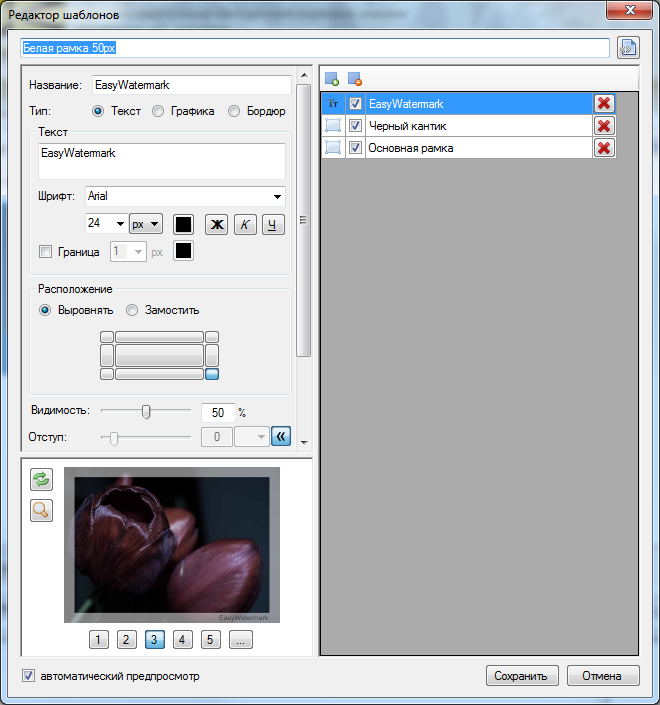 Редактор шаблонов
Белая рамка 50px
Название: EasyWatermark
Тип: Текст Графика Бордюр
Текст
EasyWatermark
Шрифт: Arial
24 px Ж К Ч
Граница 1 px
Расположение
Выровнять Замостить
Видимость: 50 %
Отступ: 0 «
Tr EasyWatermark
Черный кантик
Основная рамка
EasyWatermark
1 2 3 4 5 ...
автоматический предпросмотр
Сохранить Отмена